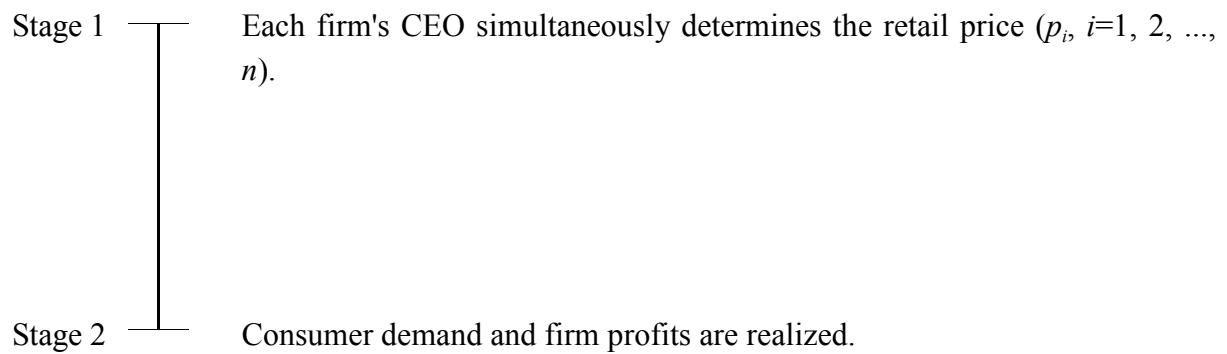 Stage 1 Each firm's CEO simultaneously determines the retail price (pᵢ, i=1, 2, ...,
n).
Stage 2 Consumer demand and firm profits are realized.